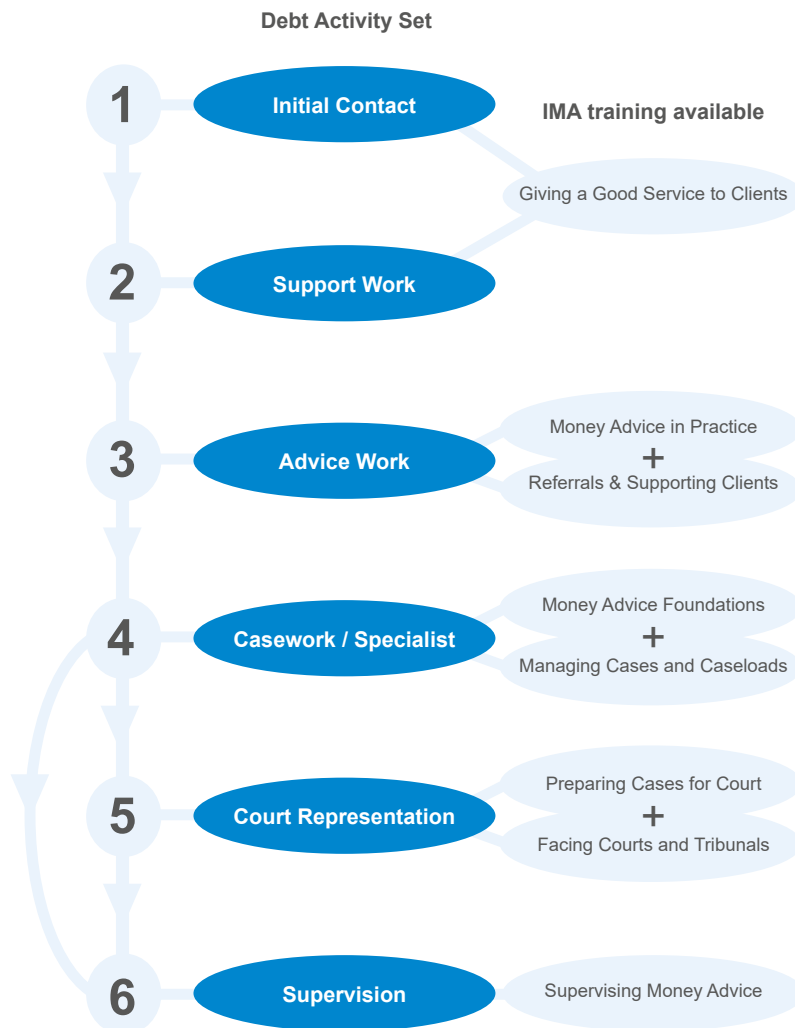 Debt Activity Set
1
Initial Contact
IMA training available
Giving a Good Service to Clients
2
Support Work
3
Advice Work
Money Advice in Practice
+
Referrals & Supporting Clients
4
Casework / Specialist
Money Advice Foundations
+
Managing Cases and Caseloads
5
Court Representation
Preparing Cases for Court
+
Facing Courts and Tribunals
6
Supervision
Supervising Money Advice